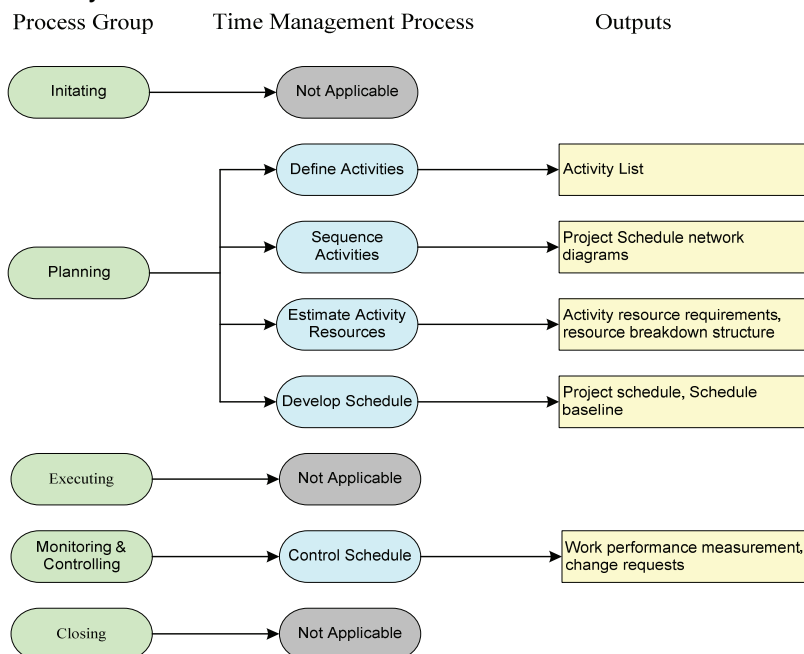 Process Group Time Management Process Outputs
Initating Not Applicable
Define Activities Activity List
Sequence
Activities
Project Schedule network
diagrams
Planning
Estimate Activity
Resources
Activity resource requirements,
resource breakdown structure
Develop Schedule
Project schedule, Schedule
baseline
Executing Not Applicable
Monitoring &
Controlling
Control Schedule
Work performance measurement,
change requests
Closing Not Applicable